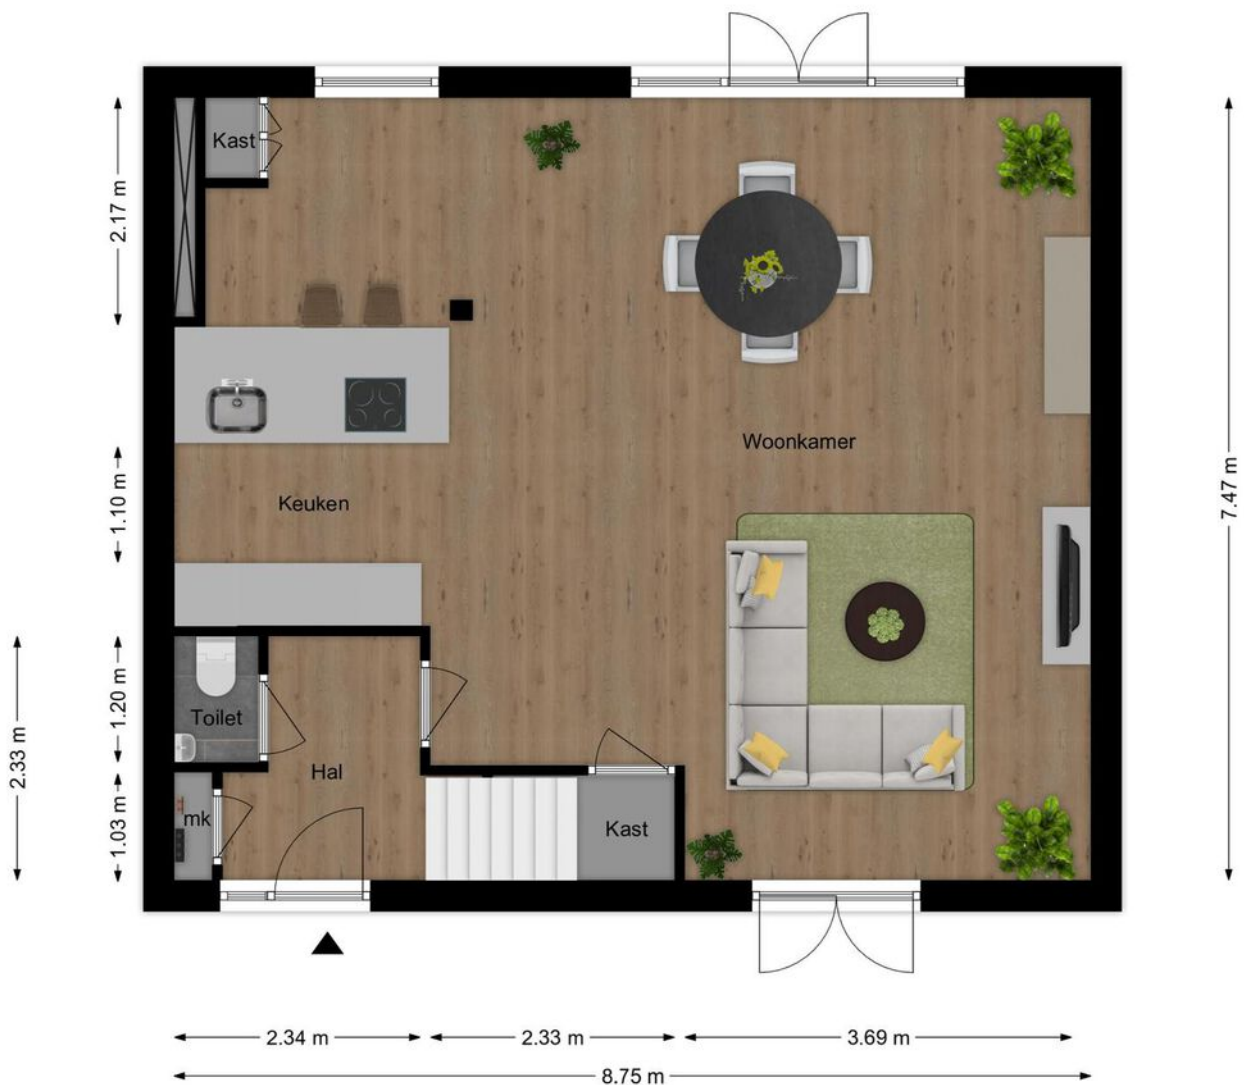 Kast
2.17 m
Woonkamer
7.47 m
1.10 m
Keuken
Toilet
1.20 m
2.33 m
Hal
mk
1.03 m
Kast
2.34 m
2.33 m
3.69 m
8.75 m